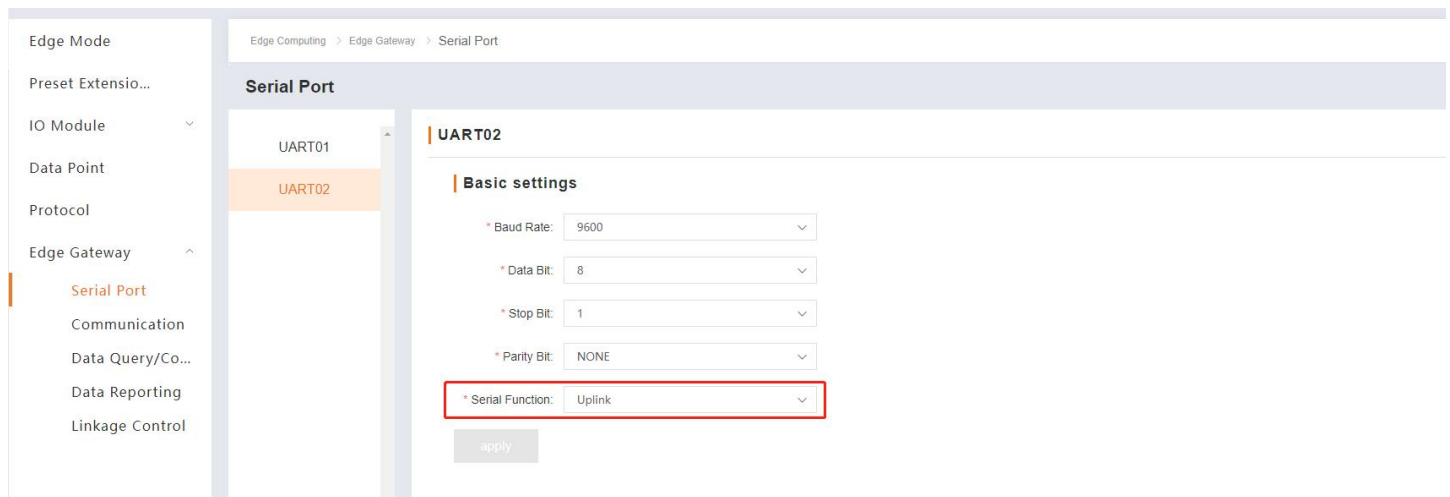 Edge Mode
Preset Extensio...
IO Module
Data Point
Protocol
Edge Gateway
Serial Port
Communication
Data Query/Co...
Data Reporting
Linkage Control
Edge Computing > Edge Gateway > Serial Port
Serial Port
UART01
UART02
UART02
Basic settings
* Baud Rate: 9600
* Data Bit: 8
* Stop Bit: 1
* Parity Bit: NONE
* Serial Function: Uplink
apply